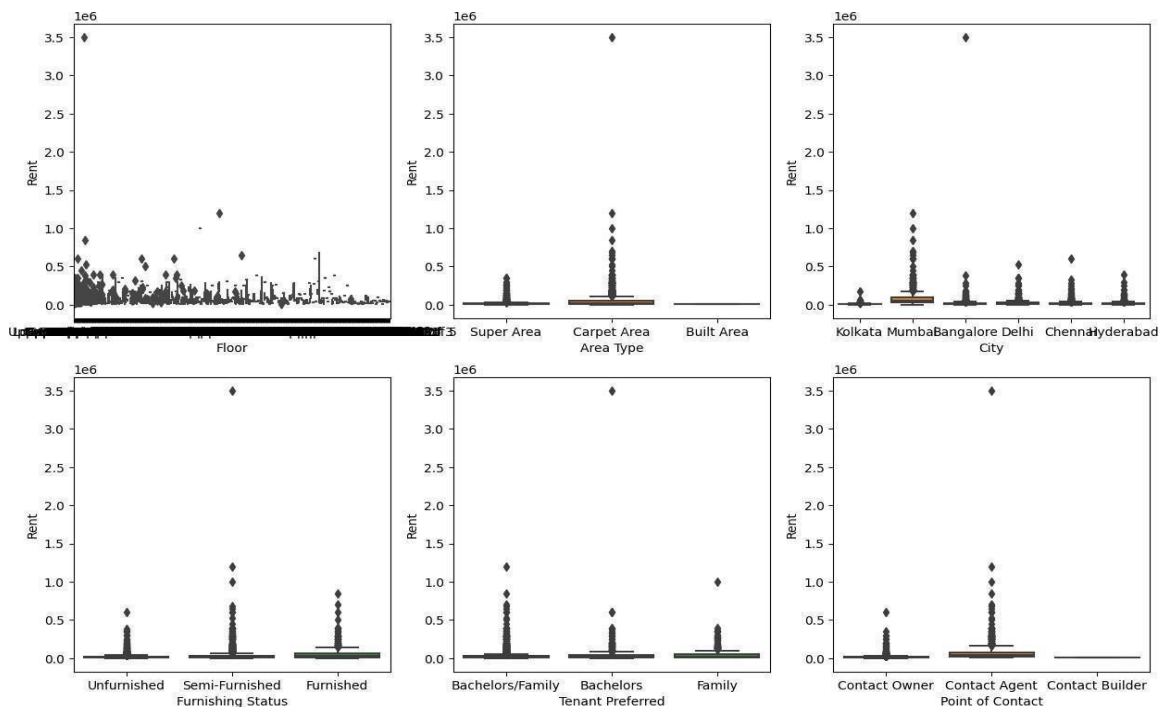 1e6 1e6 1e6
3.5 3.5 3.5
3.0 3.0 3.0
2.5 2.5 2.5
2.0 2.0 2.0
Rent Rent Rent
1.5 1.5 1.5
1.0 1.0 1.0
0.5 0.5 0.5
0.0 0.0 0.0
Super Area Carpet Area Built Area Kolkata Mumbai Bangalore Delhi Chennai Hyderabad
Floor Area Type City
1e6 1e6 1e6
3.5 3.5 3.5
3.0 3.0 3.0
2.5 2.5 2.5
2.0 2.0 2.0
Rent Rent Rent
1.5 1.5 1.5
1.0 1.0 1.0
0.5 0.5 0.5
0.0 0.0 0.0
Unfurnished Semi-Furnished Furnished Bachelors/Family Bachelors Family Contact Owner Contact Agent Contact Builder
Furnishing Status Tenant Preferred Point of Contact